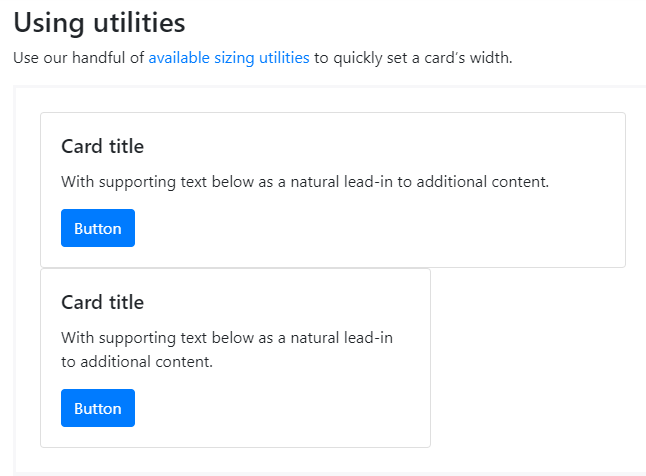 Using utilities
Use our handful of available sizing utilities to quickly set a card’s width.
Card title
With supporting text below as a natural lead-in to additional content.
Button
Card title
With supporting text below as a natural lead-in
to additional content.
Button